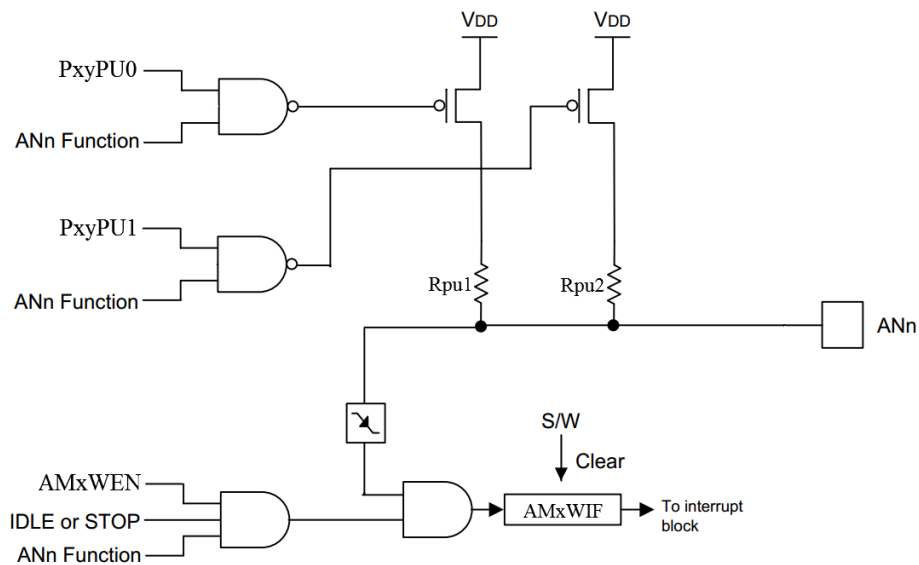 VDD
VDD
PxyPU0
ANn Function
PxyPU1
ANn Function
Rpu1
Rpu2
ANn
S/W
Clear
AMxWEN
IDLE or STOP
ANn Function
AMxWIF
To interrupt
block